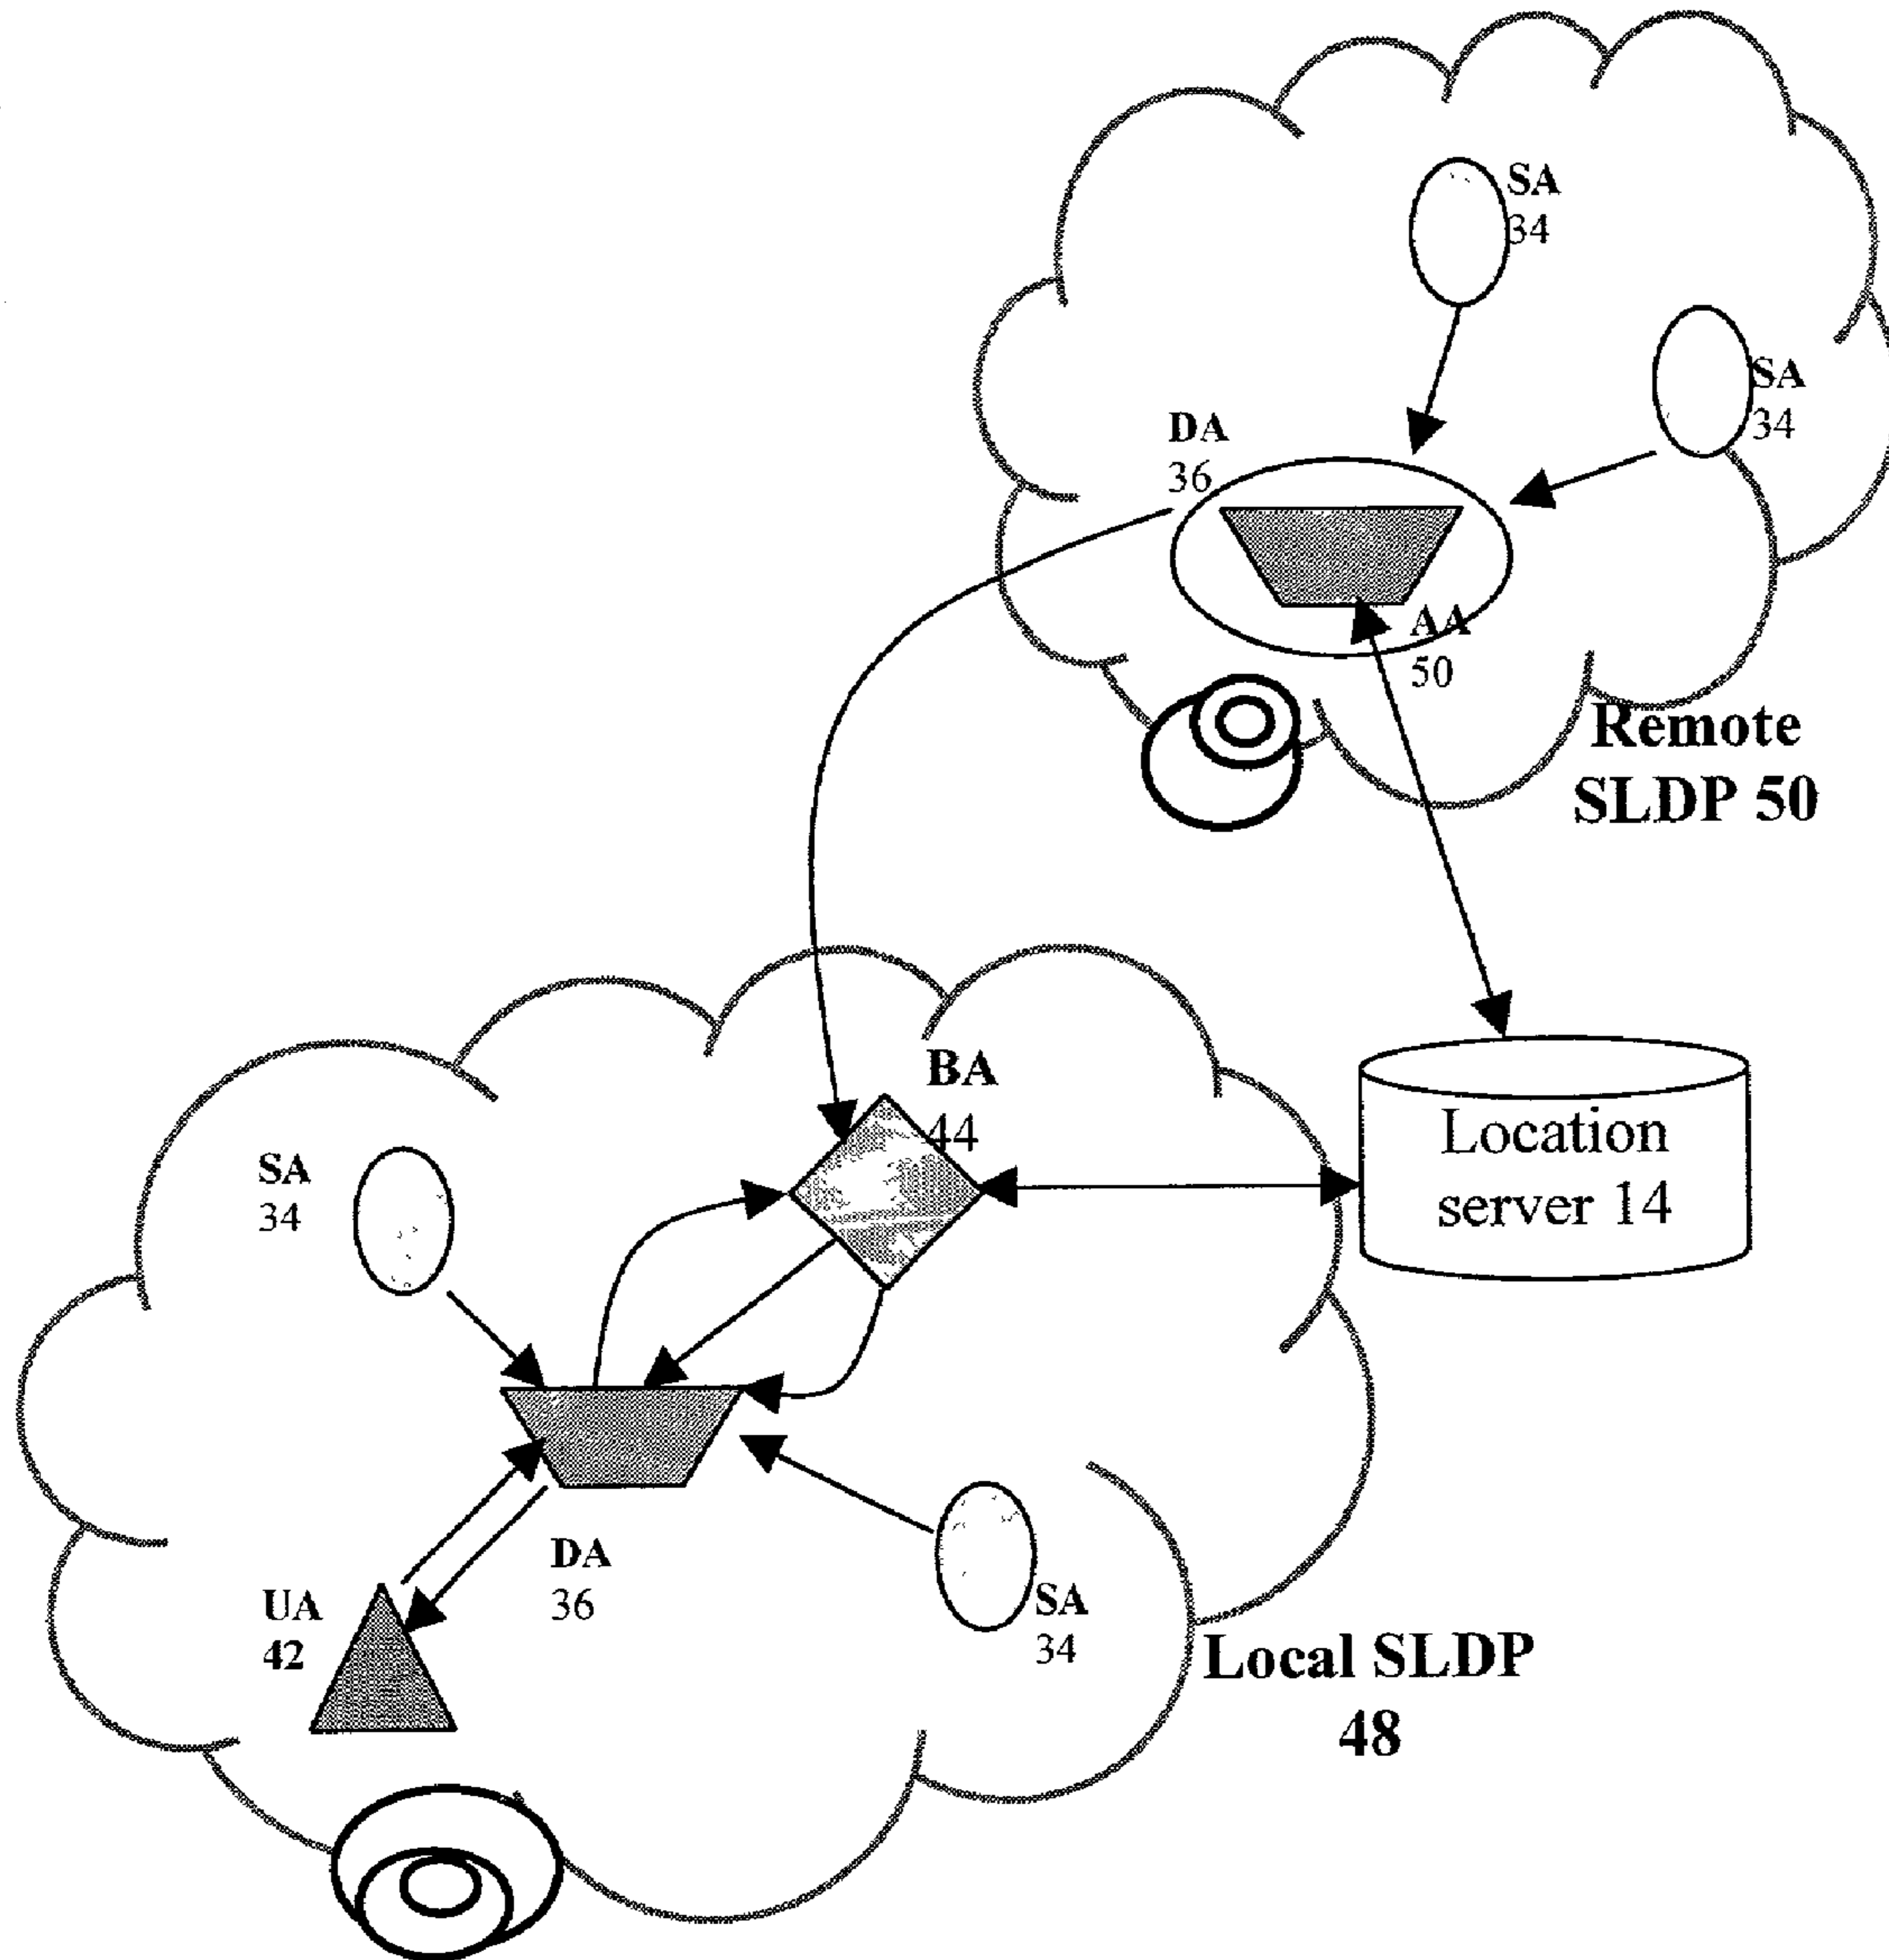 SA
34
SA
34
DA
36
AA
50
Remote
SLDP 50
BA
44
Location
server 14
SA
34
DA
36
UA
42
SA
34
Local SLDP
48